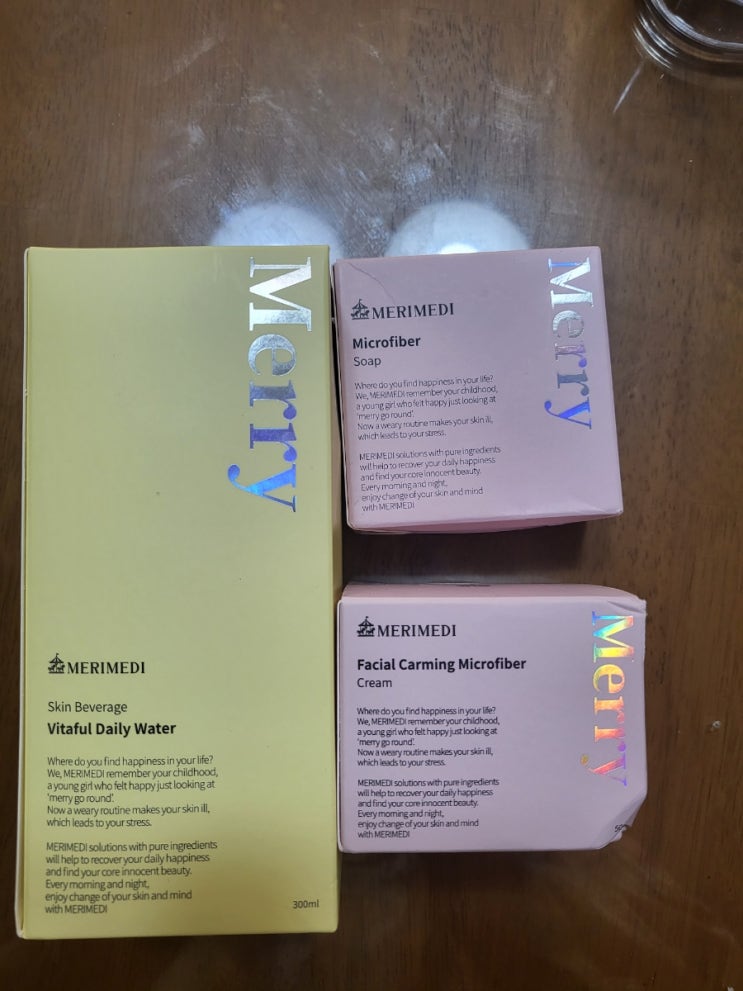 Merry
MERIMEDI
Skin Beverage
Vitaful Daily Water
Where do you find happiness in your life?
We, MERIMEDI remember your childhood,
a young girl who felt happy just looking at
'merry go round'.
Now a weary routine makes your skin ill,
which leads to your stress.
MERIMEDI solutions with pure ingredients
will help to recover your daily happiness
and find your core innocent beauty.
Every morning and night,
enjoy change of your skin and mind
with MERIMEDI
300ml
Merry
MERIMEDI
Microfiber
Soap
Where do you find happiness in your life?
We, MERIMEDI remember your childhood,
a young girl who felt happy just looking at
'merry go round'.
Now a weary routine makes your skin ill,
which leads to your stress.
MERIMEDI solutions with pure ingredients
will help to recover your daily happiness
and find your core innocent beauty.
Every morning and night,
enjoy change of your skin and mind
with MERIMEDI
Merry
MERIMEDI
Facial Carming Microfiber
Cream
Where do you find happiness in your life?
We, MERIMEDI remember your childhood,
a young girl who felt happy just looking at
'merry go round'.
Now a weary routine makes your skin ill,
which leads to your stress.
MERIMEDI solutions with pure ingredients
will help to recover your daily happiness
and find your core innocent beauty.
Every morning and night,
enjoy change of your skin and mind
with MERIMEDI